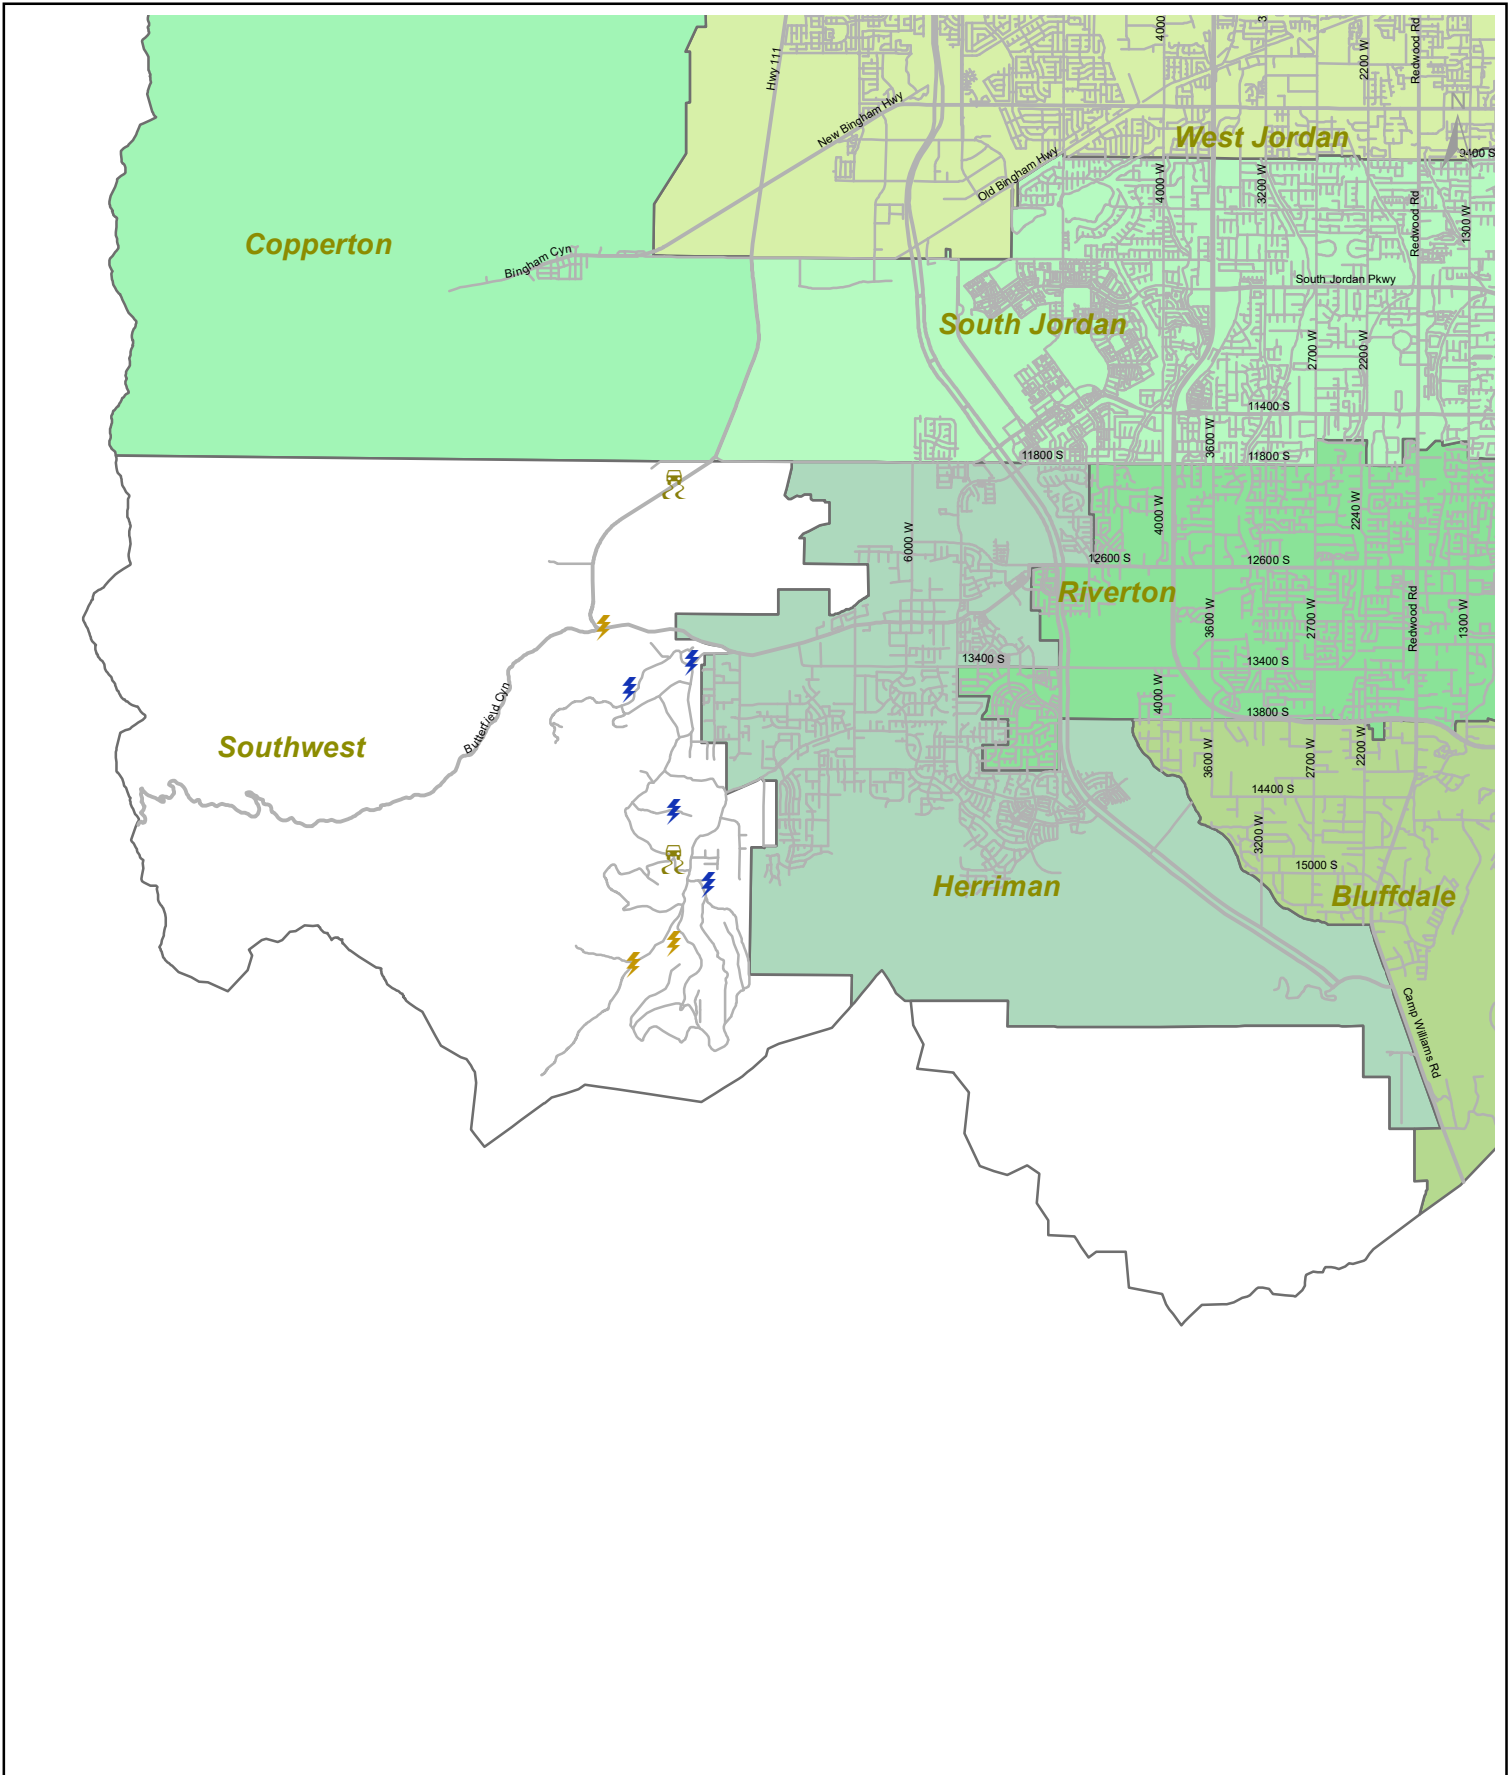 4000
3
2200 W
Redwood Rd
Hwy 111
New Bingham Hwy
N
West Jordan
9400 S
Old Bingham Hwy
4000 W
3200 W
Redwood Rd
1300 W
Copperton
Bingham Cyn
South Jordan Pkwy
South Jordan
2700 W
2200 W
11400 S
3600 W
11800 S
11800 S
4000 W
2240 W
6000 W
12600 S
12600 S
Riverton
3600 W
2700 W
Redwood Rd
1300 W
13400 S
13400 S
4000 W
13800 S
Butterfield Cyn
Southwest
3600 W
2700 W
2200 W
14400 S
3200 W
15000 S
Herriman
Bluffdale
Camp Williams Rd